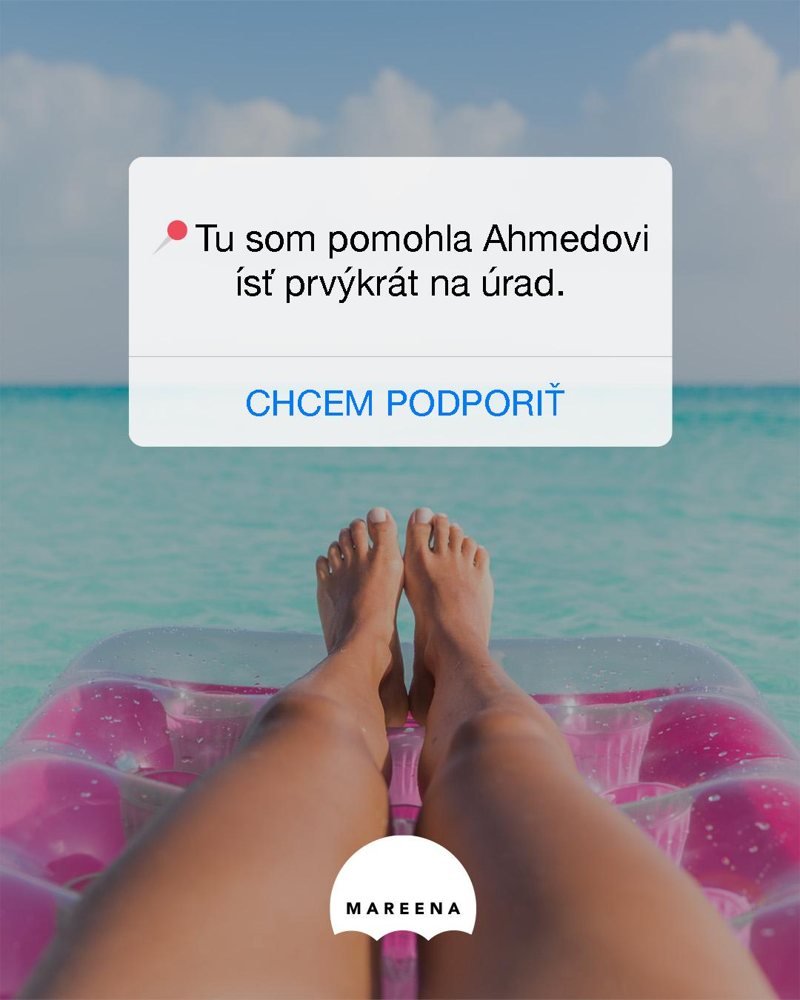 Tu som pomohla Ahmedovi
ísť prvýkrát na úrad.
CHCEM PODPORIŤ
MAREENA